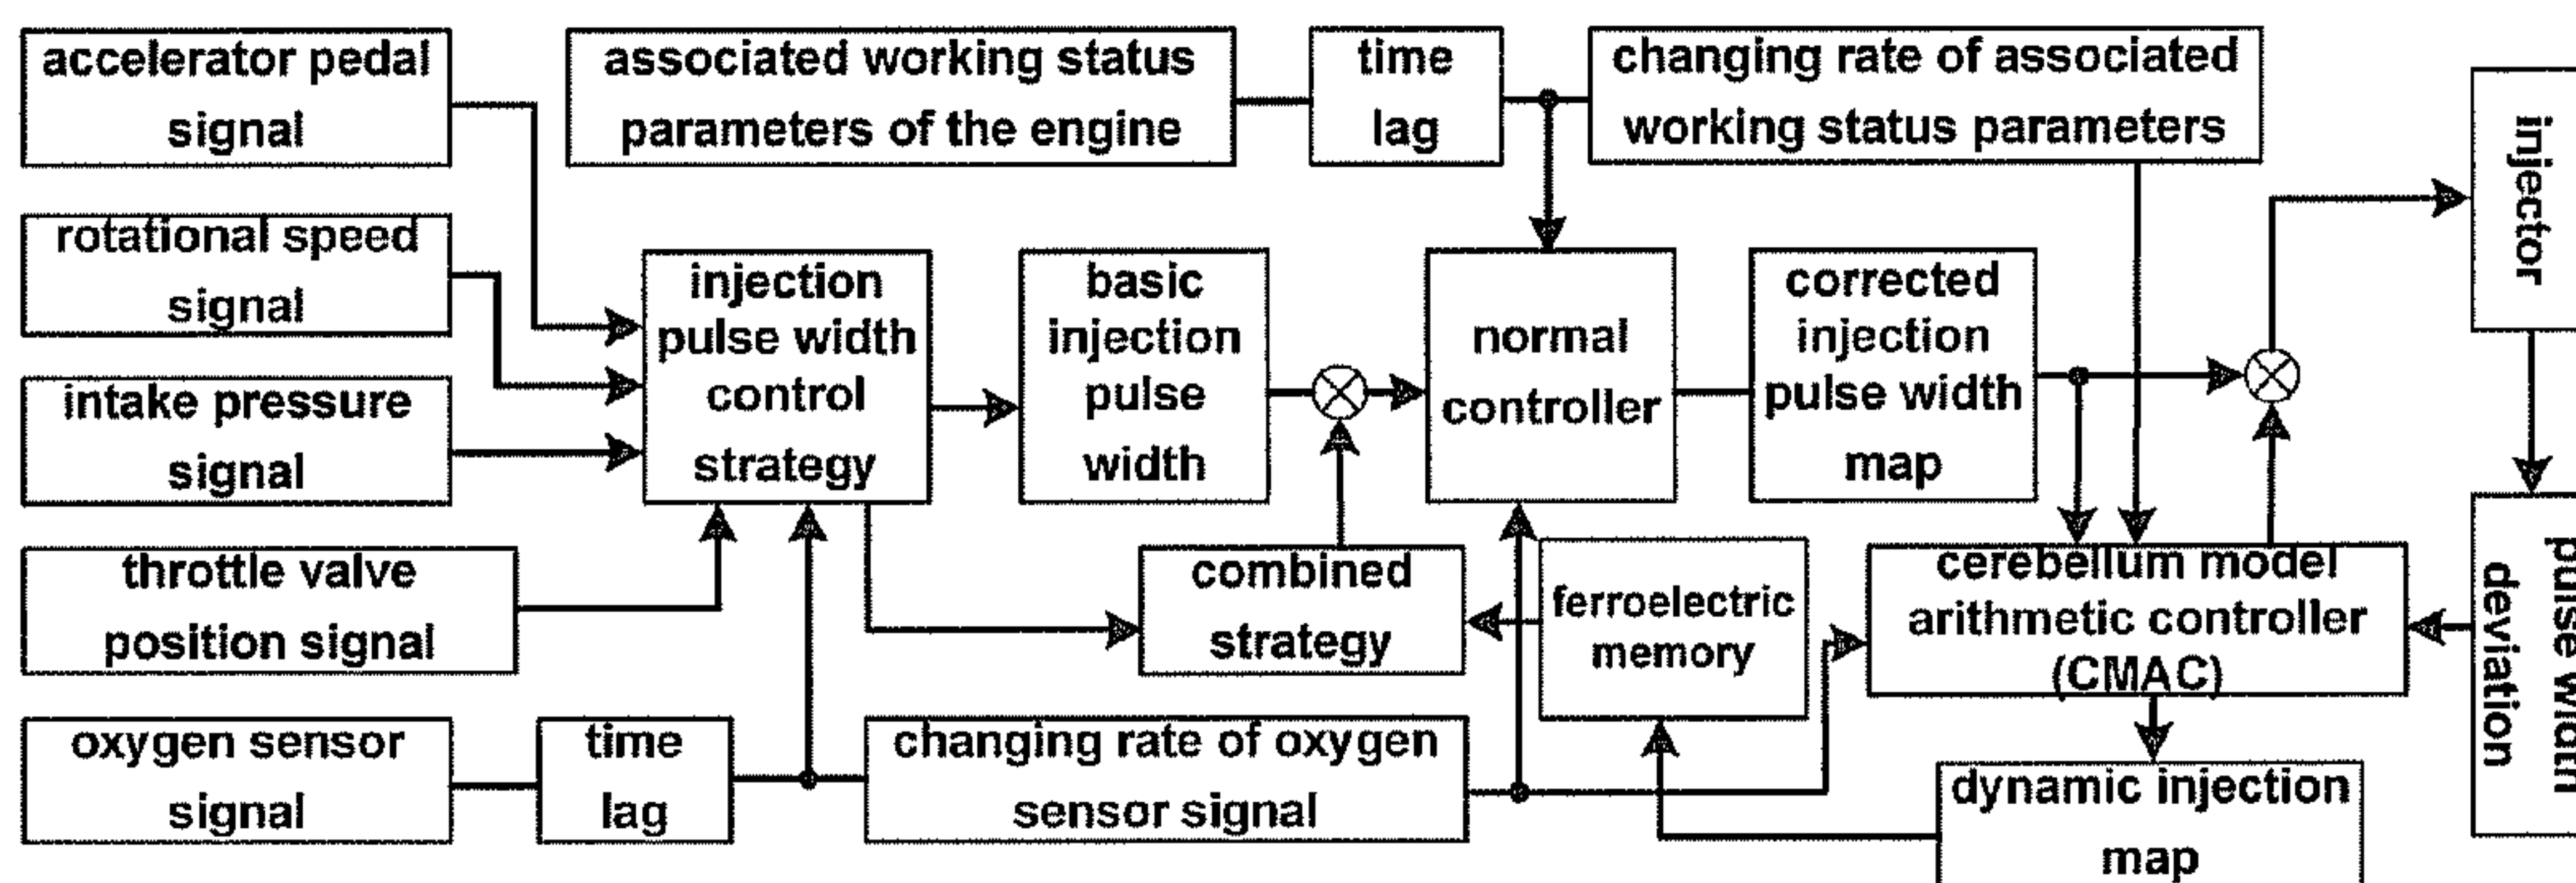 accelerator pedal
signal
associated working status
parameters of the engine
time
lag
changing rate of associated
working status parameters
injector
rotational speed
signal
injection
pulse width
control
strategy
basic
injection
pulse
width
normal
controller
corrected
injection
pulse width
map
intake pressure
signal
throttle valve
position signal
combined
strategy
ferroelectric
memory
cerebellum model
arithmetic controller
(CMAC)
pulse width
deviation
oxygen sensor
signal
time
lag
changing rate of oxygen
sensor signal
dynamic injection
map